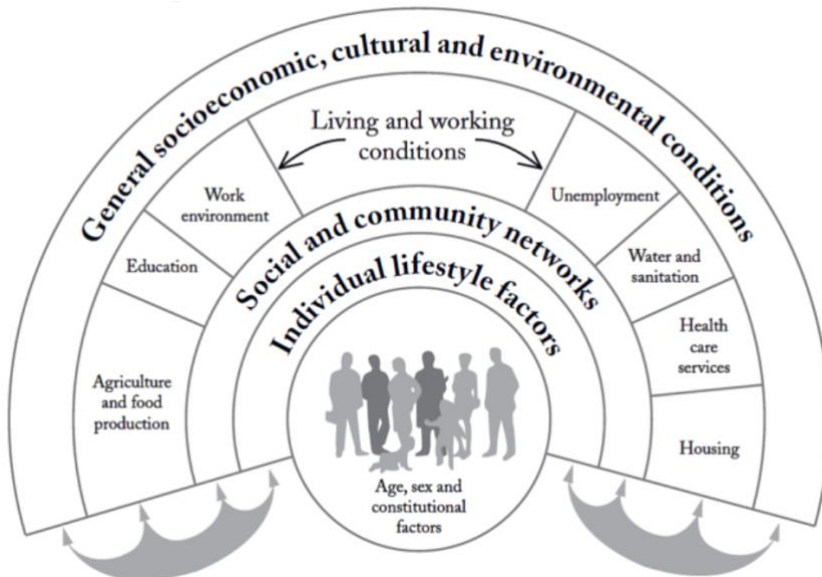 General socioeconomic, cultural and environmental conditions
Living and working
conditions
Work
environment
Unemployment
Education
Water and
sanitation
Agriculture
and food
production
Health
care
services
Housing
Social and community networks
Individual lifestyle factors
Age, sex and
constitutional
factors